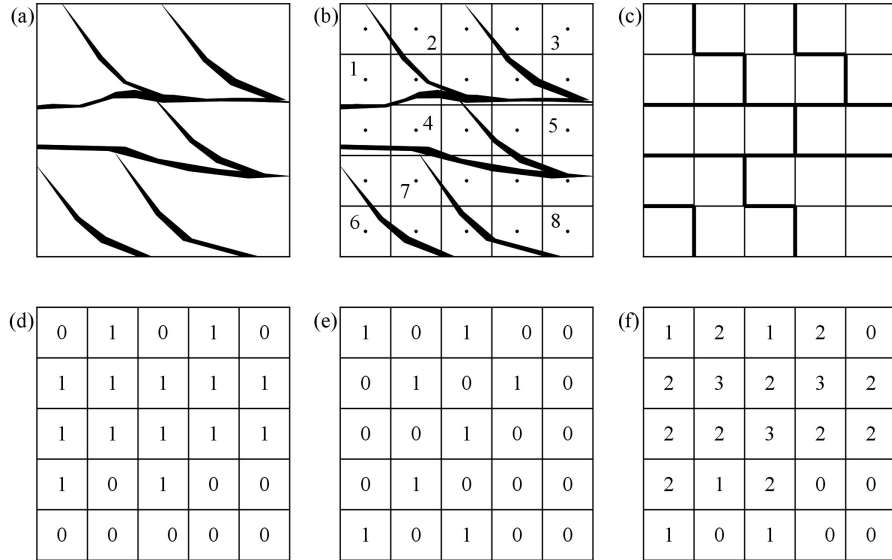 (a) (b) (c)
2 3
1
4 5
7
6 8
(d) (e) (f)
0 1 0 1 0
1 1 1 1 1
1 1 1 1 1
1 0 1 0 0
0 0 0 0 0
1 0 1 0 0
0 1 0 1 0
0 0 1 0 0
0 1 0 0 0
1 0 1 0 0
1 2 1 2 0
2 3 2 3 2
2 2 3 2 2
2 1 2 0 0
1 0 1 0 0